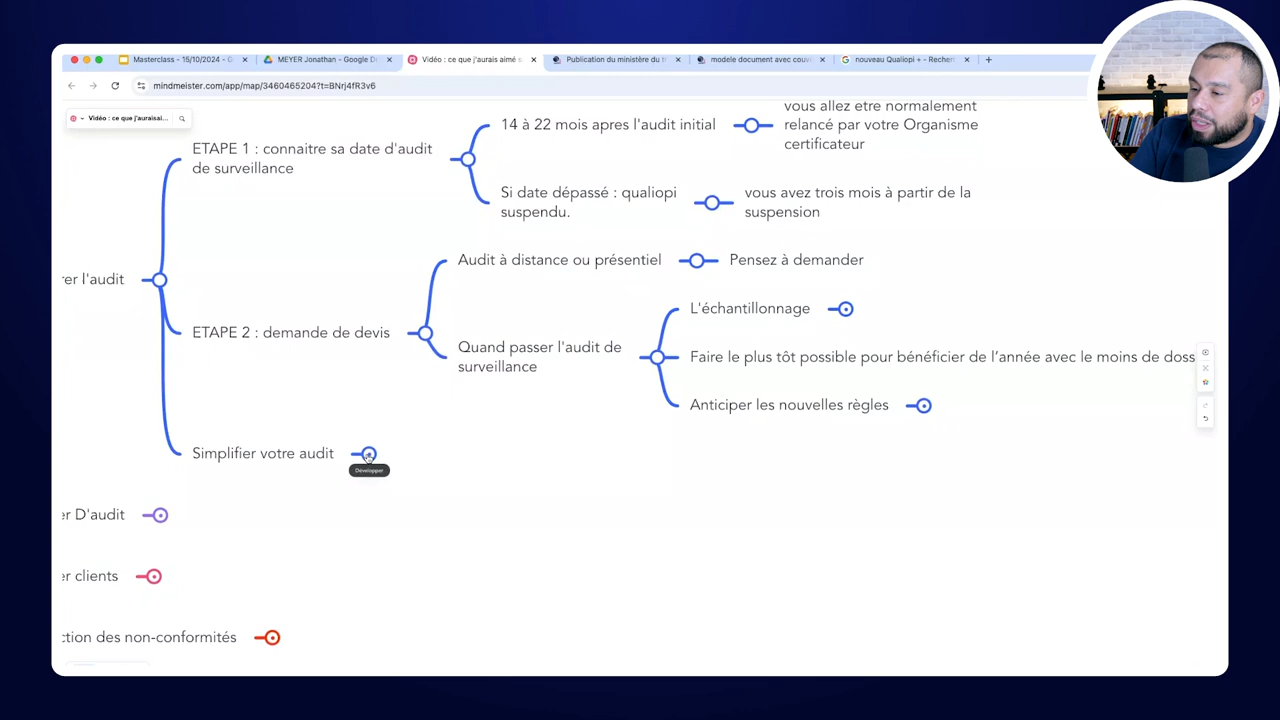 Masterclass - 15/10/2024 - G
MEYER Jonathan - Google D
Vidéo : ce que j'aurais aimé s
Publication du ministère du t
modele document avec couv
nouveau Qualiopi + - Recher
mindmeister.com/app/map/3460465204?t=BNrj4fR3v6
Vidéo : ce que j'auraisai...
vous allez etre normalement
relancé par votre Organisme
certificateur
14 à 22 mois apres l'audit initial
ETAPE 1 : connaitre sa date d'audit
de surveillance
Si date dépassé : qualiopi
suspendu.
vous avez trois mois à partir de la
suspension
Audit à distance ou présentiel
Pensez à demander
rer l'audit
ETAPE 2 : demande de devis
L'échantillonnage
Quand passer l'audit de
surveillance
Faire le plus tôt possible pour bénéficier de l'année avec le moins de doss
Anticiper les nouvelles règles
Simplifier votre audit
Développer
er D'audit
er clients
ction des non-conformités